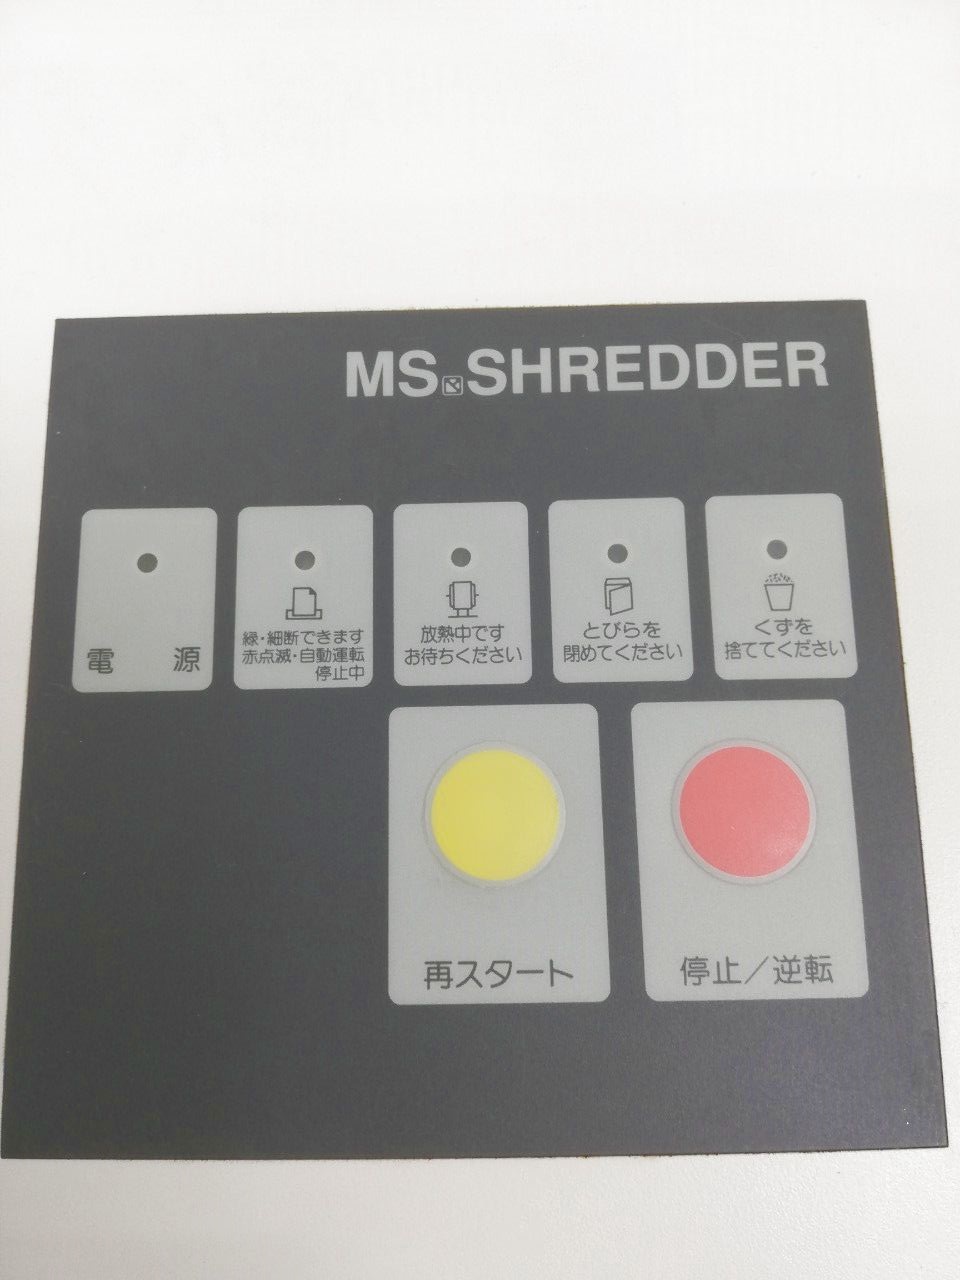 MS SHREDDER
電源
緑・細断できます
赤点滅・自動運転
停止中
放熱中です
お待ちください
とびらを
閉めてください
くずを
捨ててください
再スタート
停止／逆転